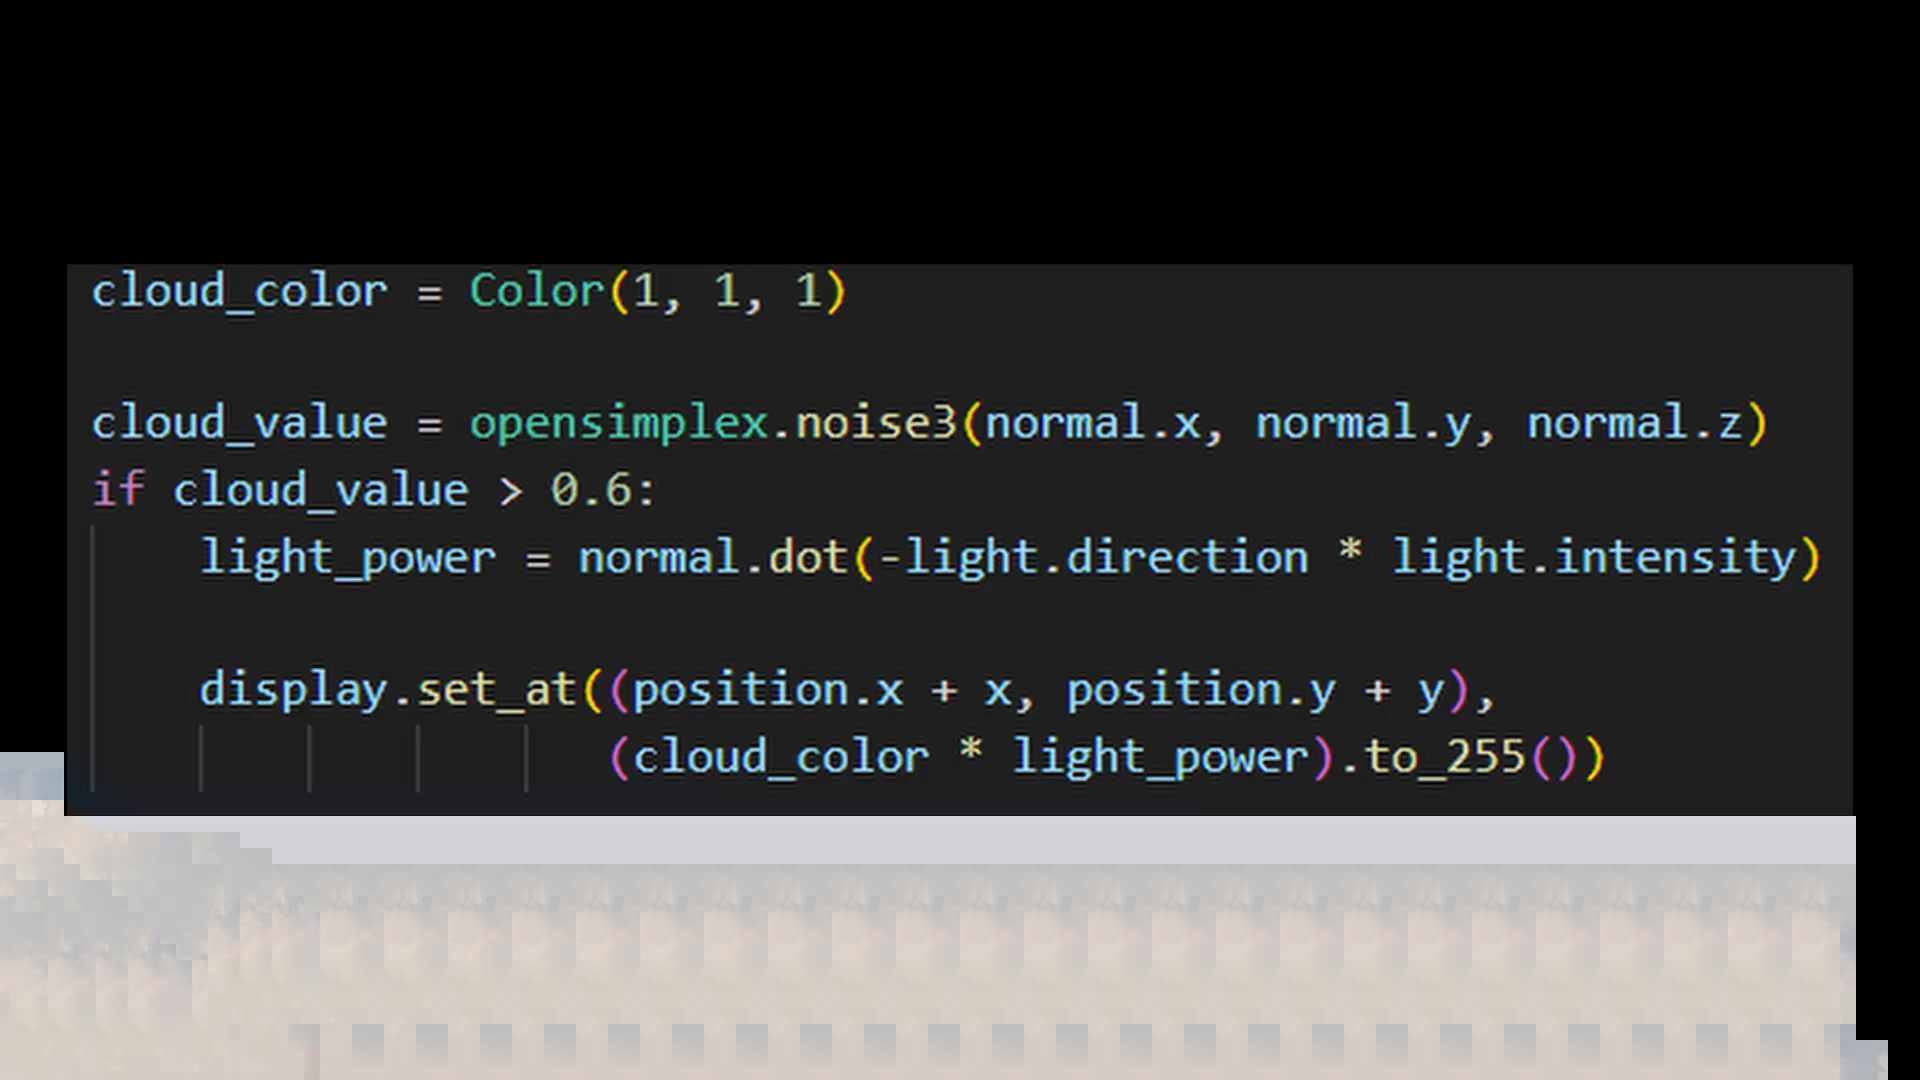 cloud_color = Color(1, 1, 1)
cloud_value = opensimplex.noise3(normal.x, normal.y, normal.z)
if cloud_value > 0.6:
    light_power = normal.dot(-light.direction * light.intensity)
    display.set_at((position.x + x, position.y + y),
                   (cloud_color * light_power).to_255())